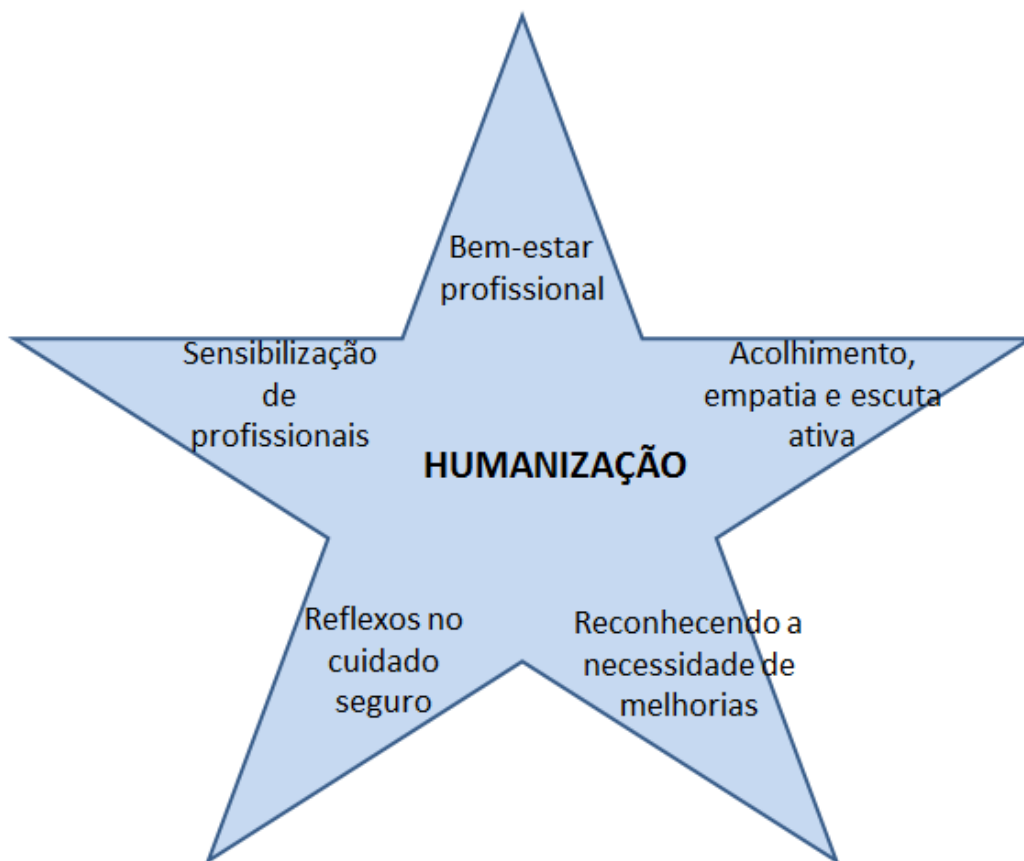 Bem-estar
profissional
Sensibilização
de
profissionais
Acolhimento,
empatia e escuta
ativa
HUMANIZAÇÃO
Reflexos no
cuidado
seguro
Reconhecendo a
necessidade de
melhorias